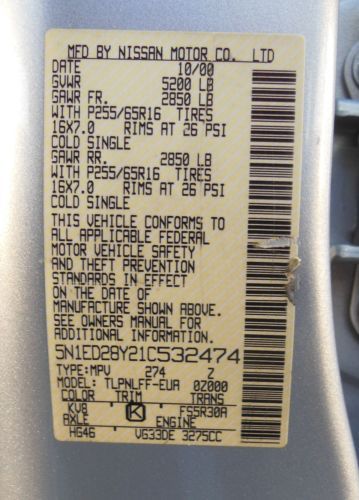 MFD BY NISSAN MOTOR CO. LTD
DATE 10/00
GVWR 5200 LB
GAWR FR. 2850 LB
WITH P255/65R16 TIRES
16X7.0 RIMS AT 26 PSI
COLD SINGLE
GAWR RR. 2850 LB
WITH P255/65R16 TIRES
16X7.0 RIMS AT 26 PSI
COLD SINGLE
THIS VEHICLE CONFORMS TO
ALL APPLICABLE FEDERAL
MOTOR VEHICLE SAFETY
AND THEFT PREVENTION
STANDARDS IN EFFECT
ON THE DATE OF
MANUFACTURE SHOWN ABOVE.
SEE OWNERS MANUAL FOR
ADDITIONAL INFORMATION.
5N1ED28Y21C532474
TYPE:MPV 274 Z
MODEL: TLPNLFF-EUA 0Z000
COLOR TRIM TRANS
KV8 K FS5R30A
AXLE ENGINE
HG46 VG33DE 3275CC